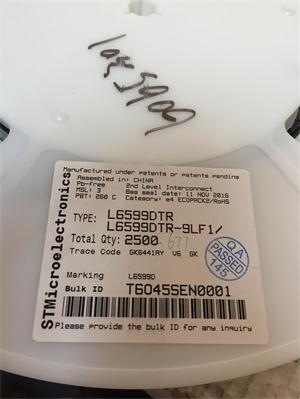 Manufactured under patents or patents pending
Assembled in: CHINA
Pb-free 2nd Level Interconnect
MSL: 3 Bag seal date: 11 NOV 2016
PBT: 260 C Category: e4 ECOPACK2/RoHS
TYPE: L6599DTR
L6599DTR-9LF1/
Total Qty: 2500 677
Trace Code GK6441RY V6 GK
Marking L6599D
Bulk ID T6045SEN0001
Please provide the bulk ID for any inquiry
STMicroelectronics
Q.A
PASSED
145